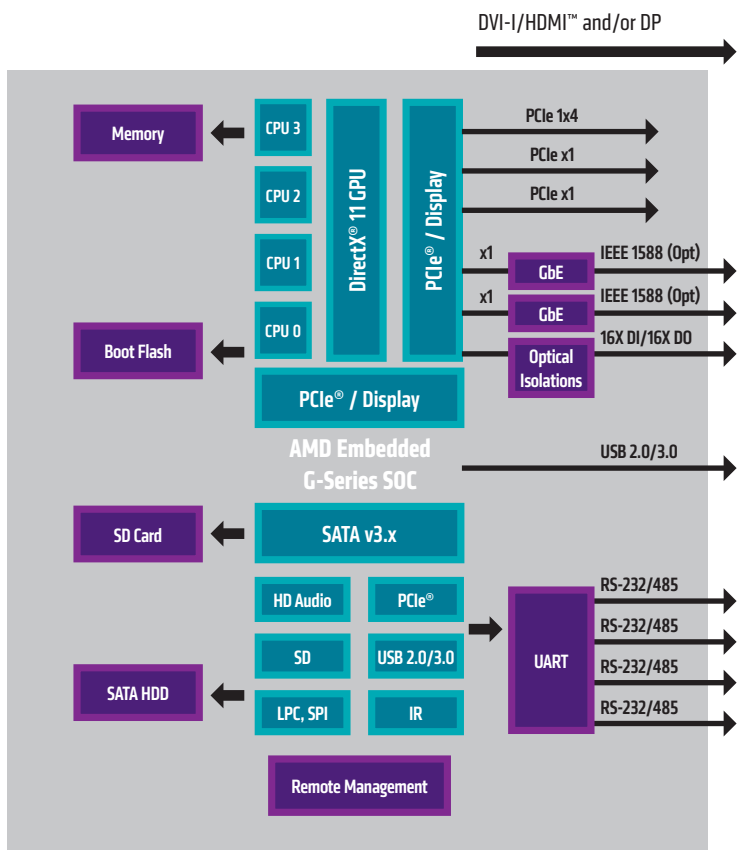 DVI-I/HDMI™ and/or DP
Memory
CPU 3
CPU 2
CPU 1
CPU 0
DirectX® 11 GPU
PCIe® / Display
PCIe 1x4
PCIe x1
PCIe x1
x1
GbE
IEEE 1588 (Opt)
x1
GbE
IEEE 1588 (Opt)
16X DI/16X DO
Optical
Isolations
Boot Flash
PCIe® / Display
AMD Embedded
G-Series SOC
USB 2.0/3.0
SD Card
SATA v3.x
HD Audio
PCIe®
SD
USB 2.0/3.0
LPC, SPI
IR
SATA HDD
UART
RS-232/485
RS-232/485
RS-232/485
RS-232/485
Remote Management